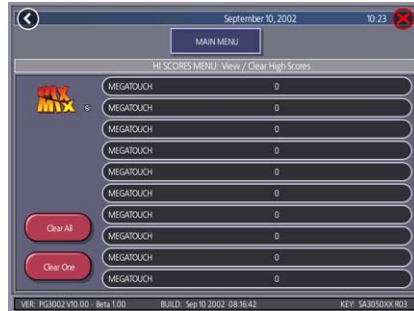 September 10, 2002 10:23
MAIN MENU
HI SCORES MENU: View / Clear High Scores
PIX
MIX 6
MEGATOUCH 0
MEGATOUCH 0
MEGATOUCH 0
MEGATOUCH 0
MEGATOUCH 0
MEGATOUCH 0
MEGATOUCH 0
MEGATOUCH 0
MEGATOUCH 0
MEGATOUCH 0
Clear All
Clear One
VER: PG3002 V10.00 - Beta 1.00 BUILD: Sep 10 2002 08:16:42 KEY: SA3050XX R03